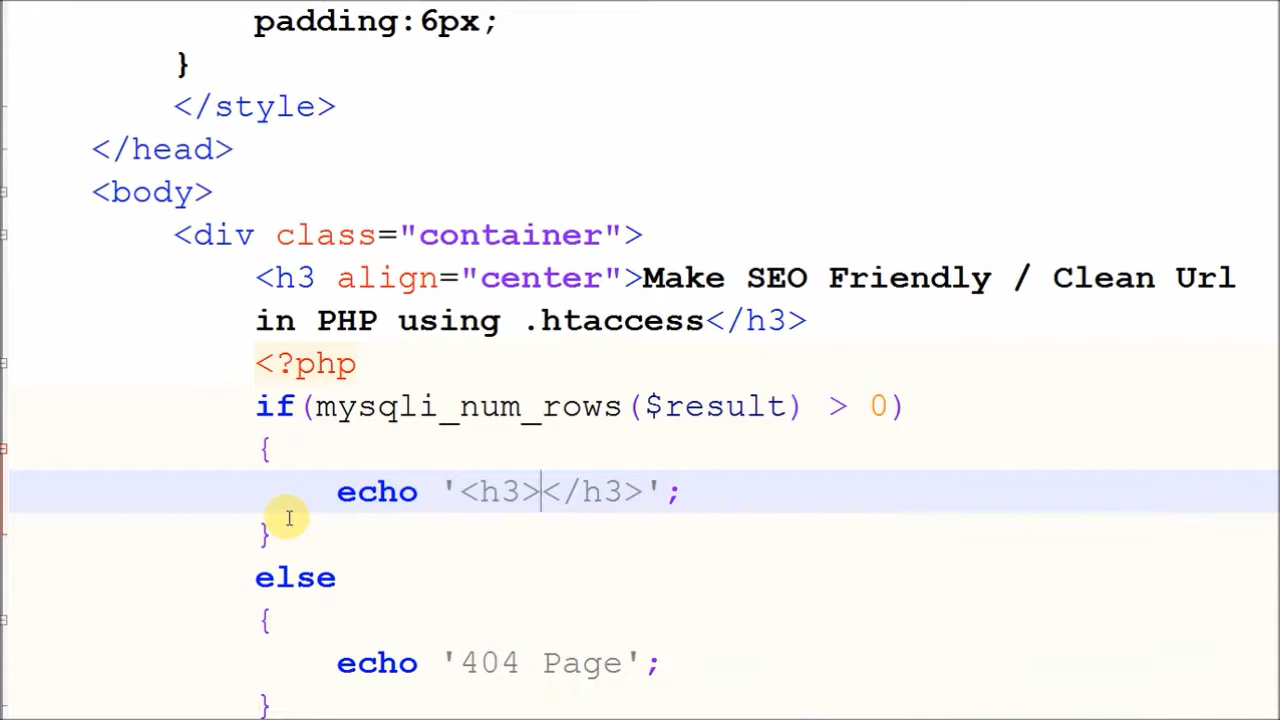 padding:6px;
}
</style>
</head>
<body>
<div class="container">
<h3 align="center">Make SEO Friendly / Clean Url
in PHP using .htaccess</h3>
<?php
if(mysqli_num_rows($result) > 0)
{
echo '<h3></h3>';
}
else
{
echo '404 Page';
}